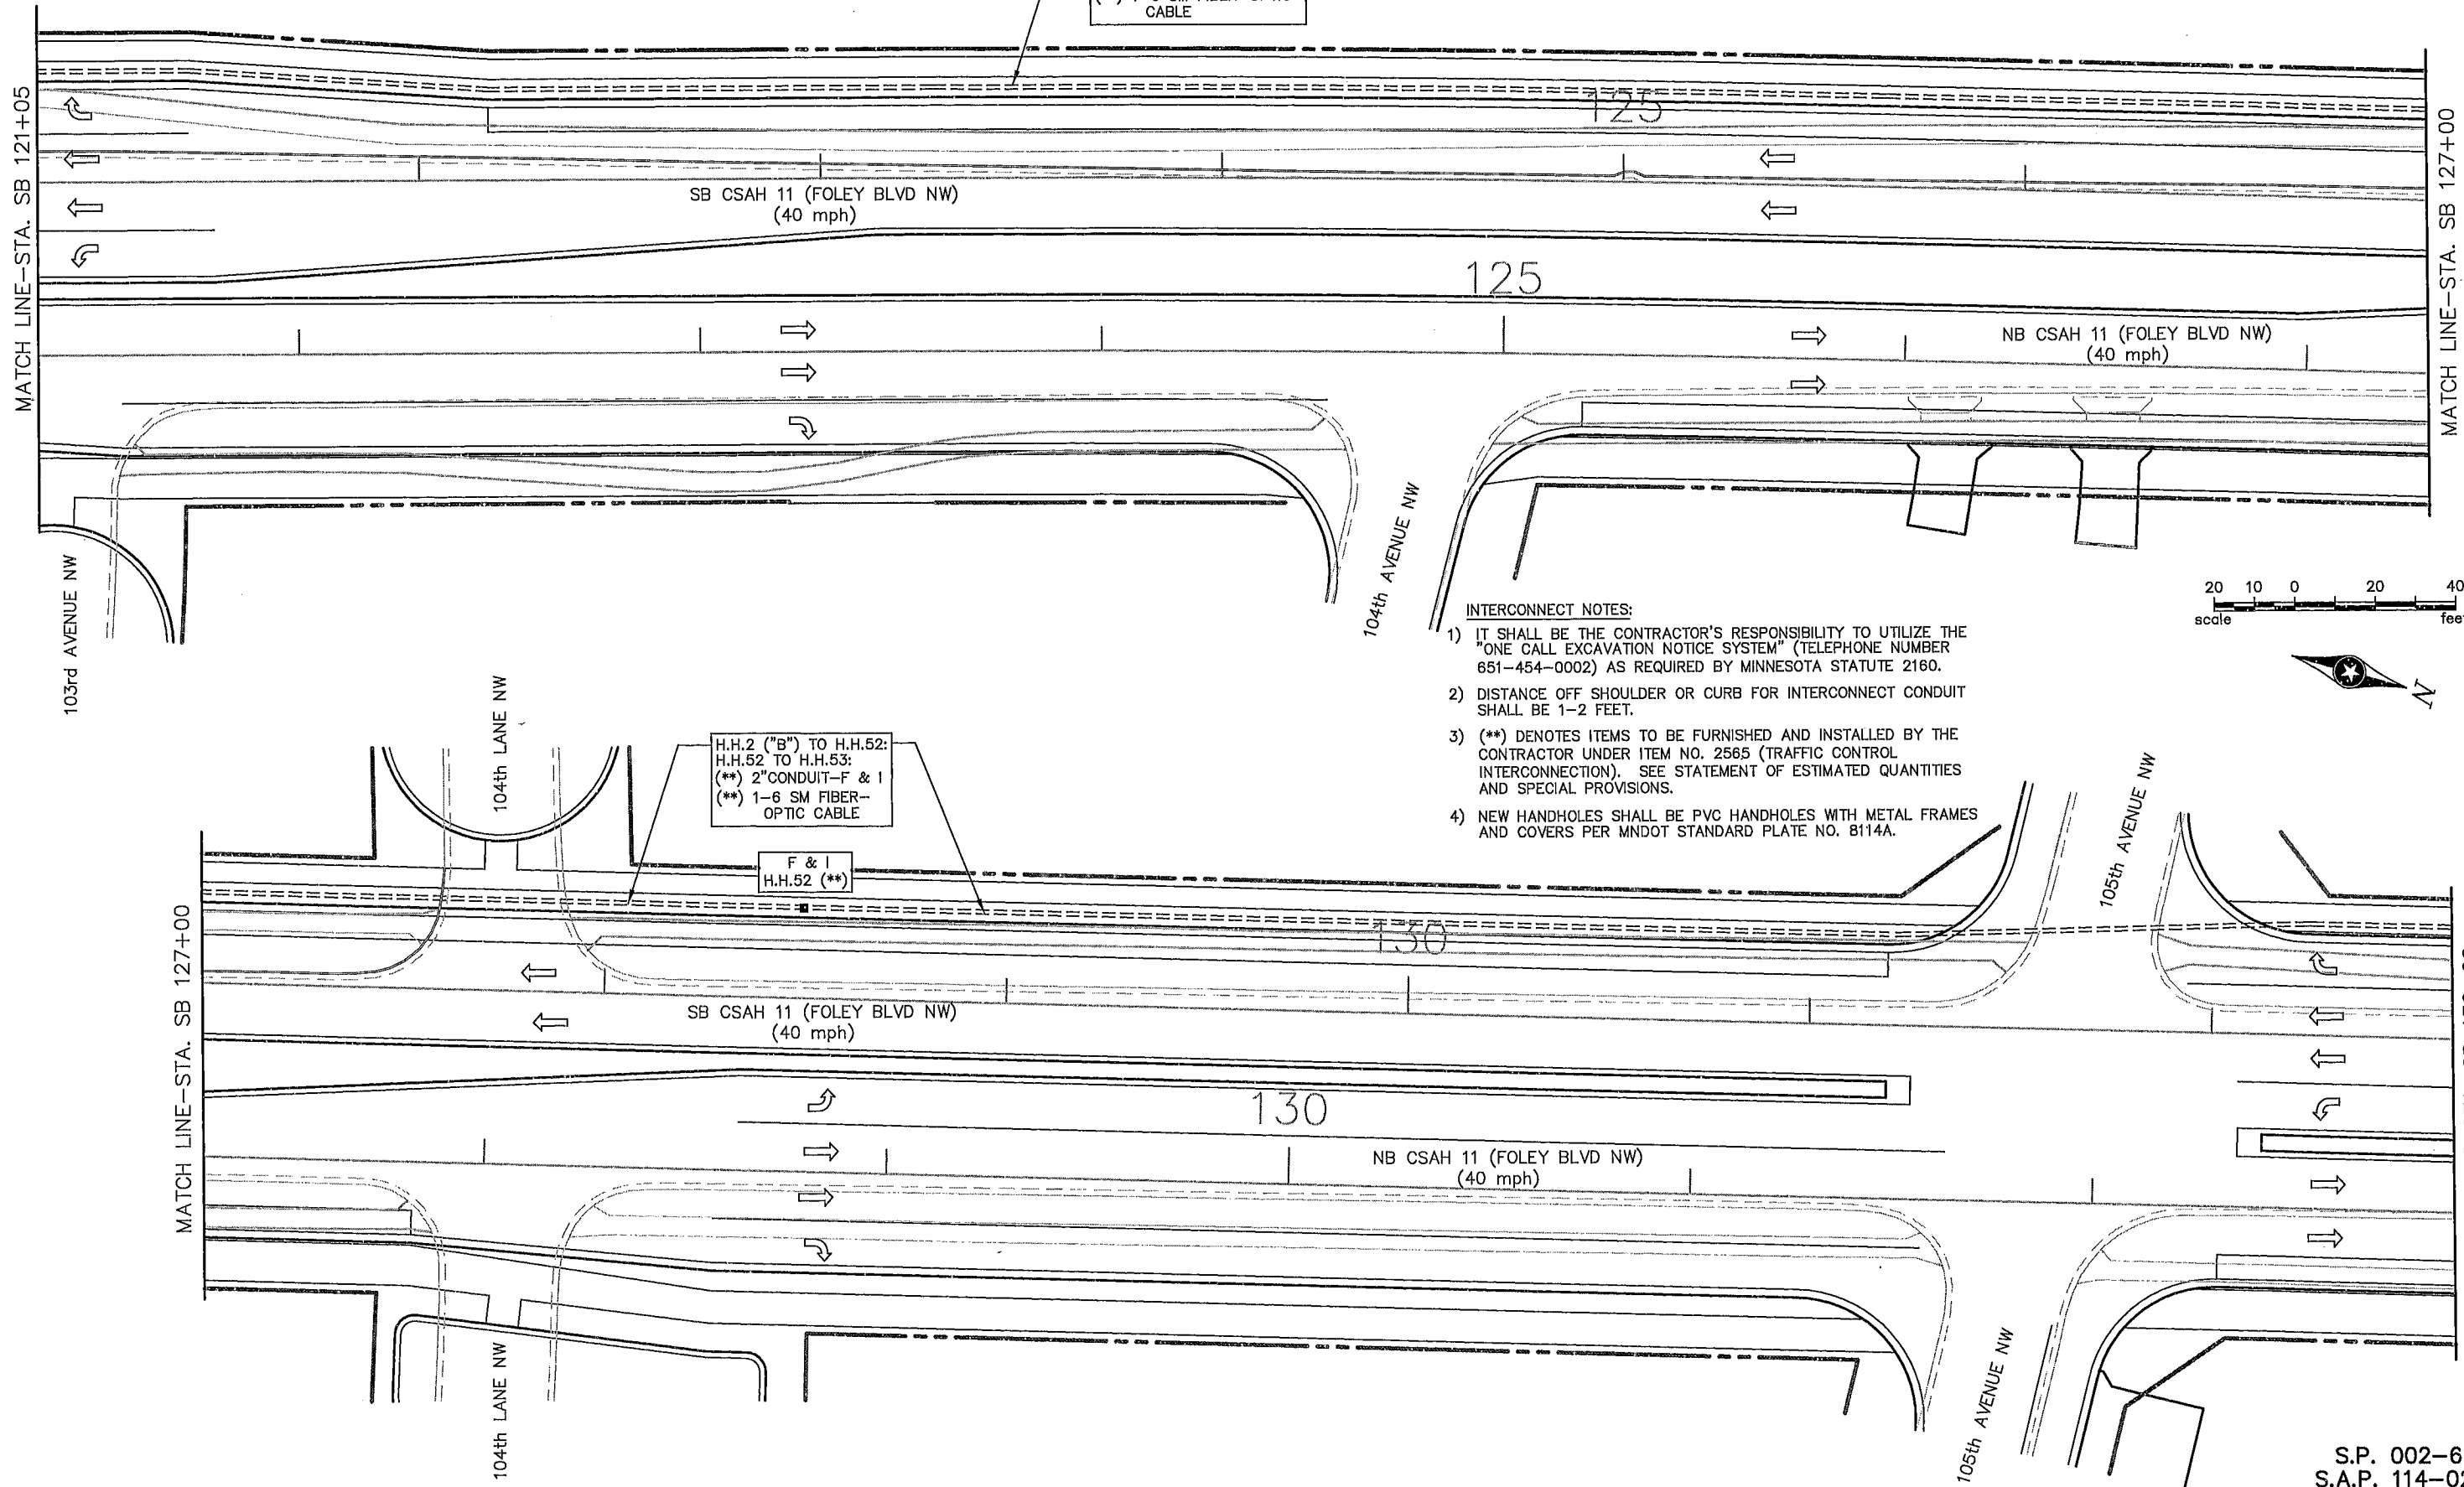 CABLE
MATCH LINE-STA. SB 121+05
125
MATCH LINE-STA. SB 127+00
SB CSAH 11 (FOLEY BLVD NW)
(40 mph)
125
NB CSAH 11 (FOLEY BLVD NW)
(40 mph)
103rd AVENUE NW
104th AVENUE NW
20 10 0 20 40
scale feet
N
INTERCONNECT NOTES:
1) IT SHALL BE THE CONTRACTOR'S RESPONSIBILITY TO UTILIZE THE
"ONE CALL EXCAVATION NOTICE SYSTEM" (TELEPHONE NUMBER
651-454-0002) AS REQUIRED BY MINNESOTA STATUTE 216D.
2) DISTANCE OFF SHOULDER OR CURB FOR INTERCONNECT CONDUIT
SHALL BE 1-2 FEET.
3) (**) DENOTES ITEMS TO BE FURNISHED AND INSTALLED BY THE
CONTRACTOR UNDER ITEM NO. 2565 (TRAFFIC CONTROL
INTERCONNECTION). SEE STATEMENT OF ESTIMATED QUANTITIES
AND SPECIAL PROVISIONS.
4) NEW HANDHOLES SHALL BE PVC HANDHOLES WITH METAL FRAMES
AND COVERS PER MNDOT STANDARD PLATE NO. 8114A.
104th LANE NW
H.H.2 ("B") TO H.H.52:
H.H.52 TO H.H.53:
(**) 2"CONDUIT-F & I
(**) 1-6 SM FIBER-
OPTIC CABLE
F & I
H.H.52 (**)
105th AVENUE NW
MATCH LINE-STA. SB 127+00
130
SB CSAH 11 (FOLEY BLVD NW)
(40 mph)
130
NB CSAH 11 (FOLEY BLVD NW)
(40 mph)
104th LANE NW
105th AVENUE NW
S.P. 002-6
S.A.P. 114-02